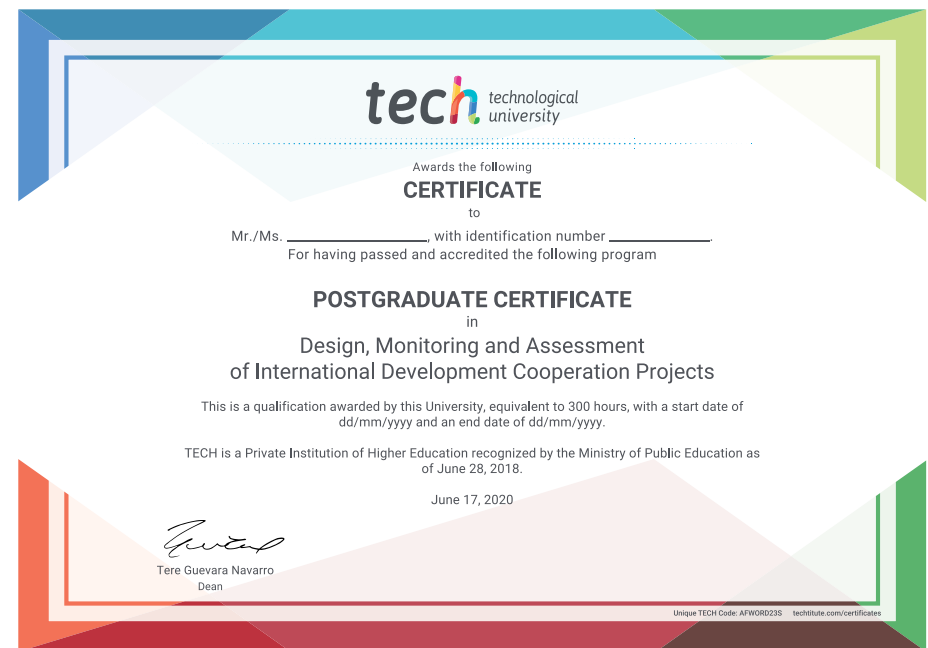 tech technological
university
Awards the following
CERTIFICATE
to
Mr./Ms. ____________________, with identification number ______________.
For having passed and accredited the following program
POSTGRADUATE CERTIFICATE
in
Design, Monitoring and Assessment
of International Development Cooperation Projects
This is a qualification awarded by this University, equivalent to 300 hours, with a start date of
dd/mm/yyyy and an end date of dd/mm/yyyy.
TECH is a Private Institution of Higher Education recognized by the Ministry of Public Education as
of June 28, 2018.
June 17, 2020
Tere Guevara Navarro
Dean
Unique TECH Code: AFWORD23S techtitute.com/certificates